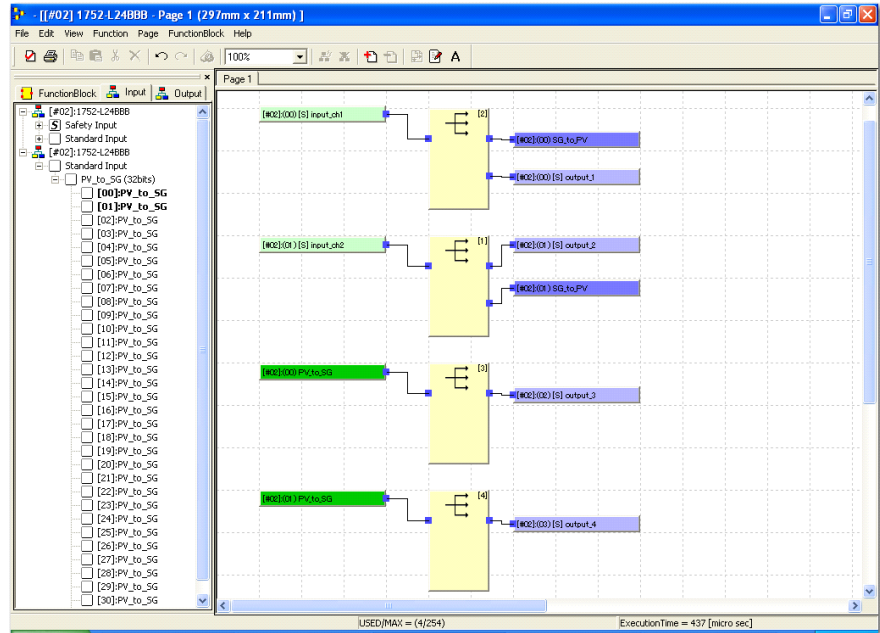 - [[#02] 1752-L24BBB - Page 1 (297mm x 211mm) ]
File Edit View Function Page FunctionBlock Help
100%
A
FunctionBlock Input Output
Page 1
[#02]:1752-L24BBB
S Safety Input
Standard Input
[#02]:1752-L24BBB
Standard Input
PV_to_SG (32bits)
[00]:PV_to_SG
[01]:PV_to_SG
[02]:PV_to_SG
[03]:PV_to_SG
[04]:PV_to_SG
[05]:PV_to_SG
[06]:PV_to_SG
[07]:PV_to_SG
[08]:PV_to_SG
[09]:PV_to_SG
[10]:PV_to_SG
[11]:PV_to_SG
[12]:PV_to_SG
[13]:PV_to_SG
[14]:PV_to_SG
[15]:PV_to_SG
[16]:PV_to_SG
[17]:PV_to_SG
[18]:PV_to_SG
[19]:PV_to_SG
[20]:PV_to_SG
[21]:PV_to_SG
[22]:PV_to_SG
[23]:PV_to_SG
[24]:PV_to_SG
[25]:PV_to_SG
[26]:PV_to_SG
[27]:PV_to_SG
[28]:PV_to_SG
[29]:PV_to_SG
[30]:PV_to_SG
[#02]:(00) [S] input_ch1
[2]
[#02]:(00) SG_to_PV
[#02]:(00) [S] output_1
[#02]:(01) [S] input_ch2
[1]
[#02]:(01) [S] output_2
[#02]:(01) SG_to_PV
[#02]:(00) PV_to_SG
[3]
[#02]:(02) [S] output_3
[#02]:(01) PV_to_SG
[4]
[#02]:(03) [S] output_4
USED/MAX = (4/254)
ExecutionTime = 437 [micro sec]